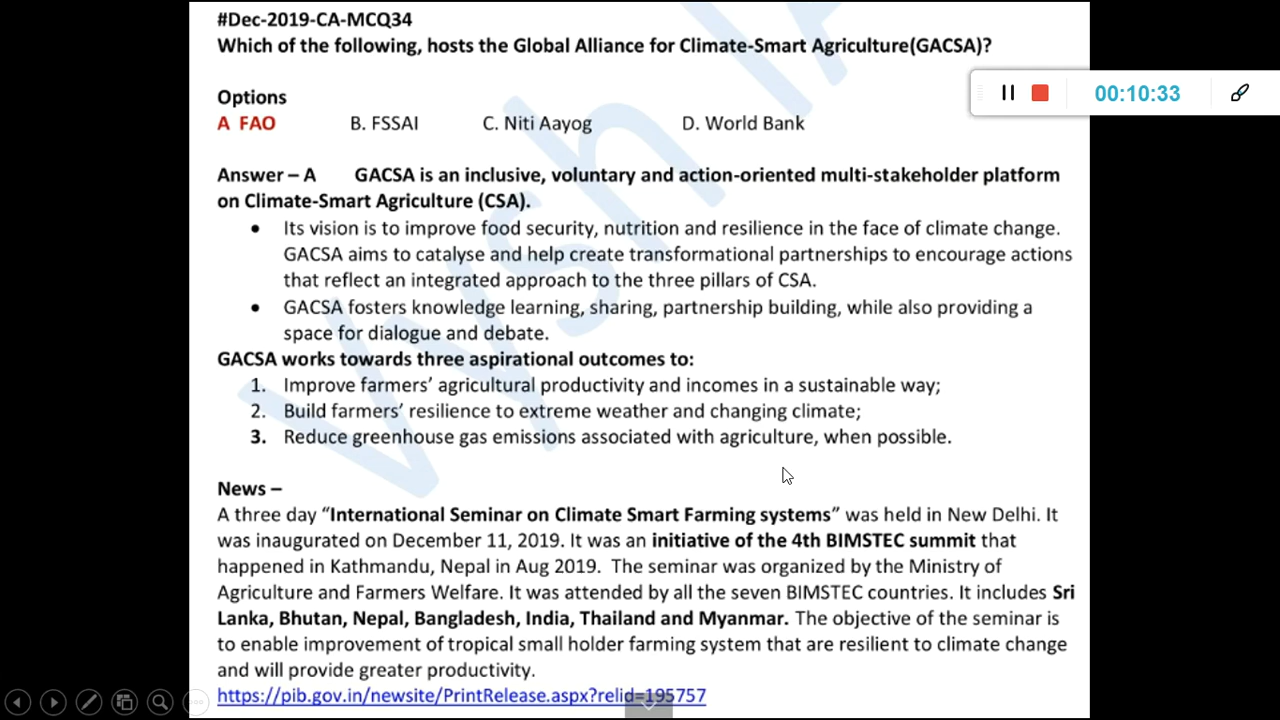 #Dec-2019-CA-MCQ34
Which of the following, hosts the Global Alliance for Climate-Smart Agriculture(GACSA)?
00:10:33
Options
A FAO B. FSSAI C. Niti Aayog D. World Bank
Answer – A GACSA is an inclusive, voluntary and action-oriented multi-stakeholder platform
on Climate-Smart Agriculture (CSA).
• Its vision is to improve food security, nutrition and resilience in the face of climate change.
GACSA aims to catalyse and help create transformational partnerships to encourage actions
that reflect an integrated approach to the three pillars of CSA.
• GACSA fosters knowledge learning, sharing, partnership building, while also providing a
space for dialogue and debate.
GACSA works towards three aspirational outcomes to:
1. Improve farmers’ agricultural productivity and incomes in a sustainable way;
2. Build farmers’ resilience to extreme weather and changing climate;
3. Reduce greenhouse gas emissions associated with agriculture, when possible.
News –
A three day “International Seminar on Climate Smart Farming systems” was held in New Delhi. It
was inaugurated on December 11, 2019. It was an initiative of the 4th BIMSTEC summit that
happened in Kathmandu, Nepal in Aug 2019. The seminar was organized by the Ministry of
Agriculture and Farmers Welfare. It was attended by all the seven BIMSTEC countries. It includes Sri
Lanka, Bhutan, Nepal, Bangladesh, India, Thailand and Myanmar. The objective of the seminar is
to enable improvement of tropical small holder farming system that are resilient to climate change
and will provide greater productivity.
https://pib.gov.in/newsite/PrintRelease.aspx?relid=195757